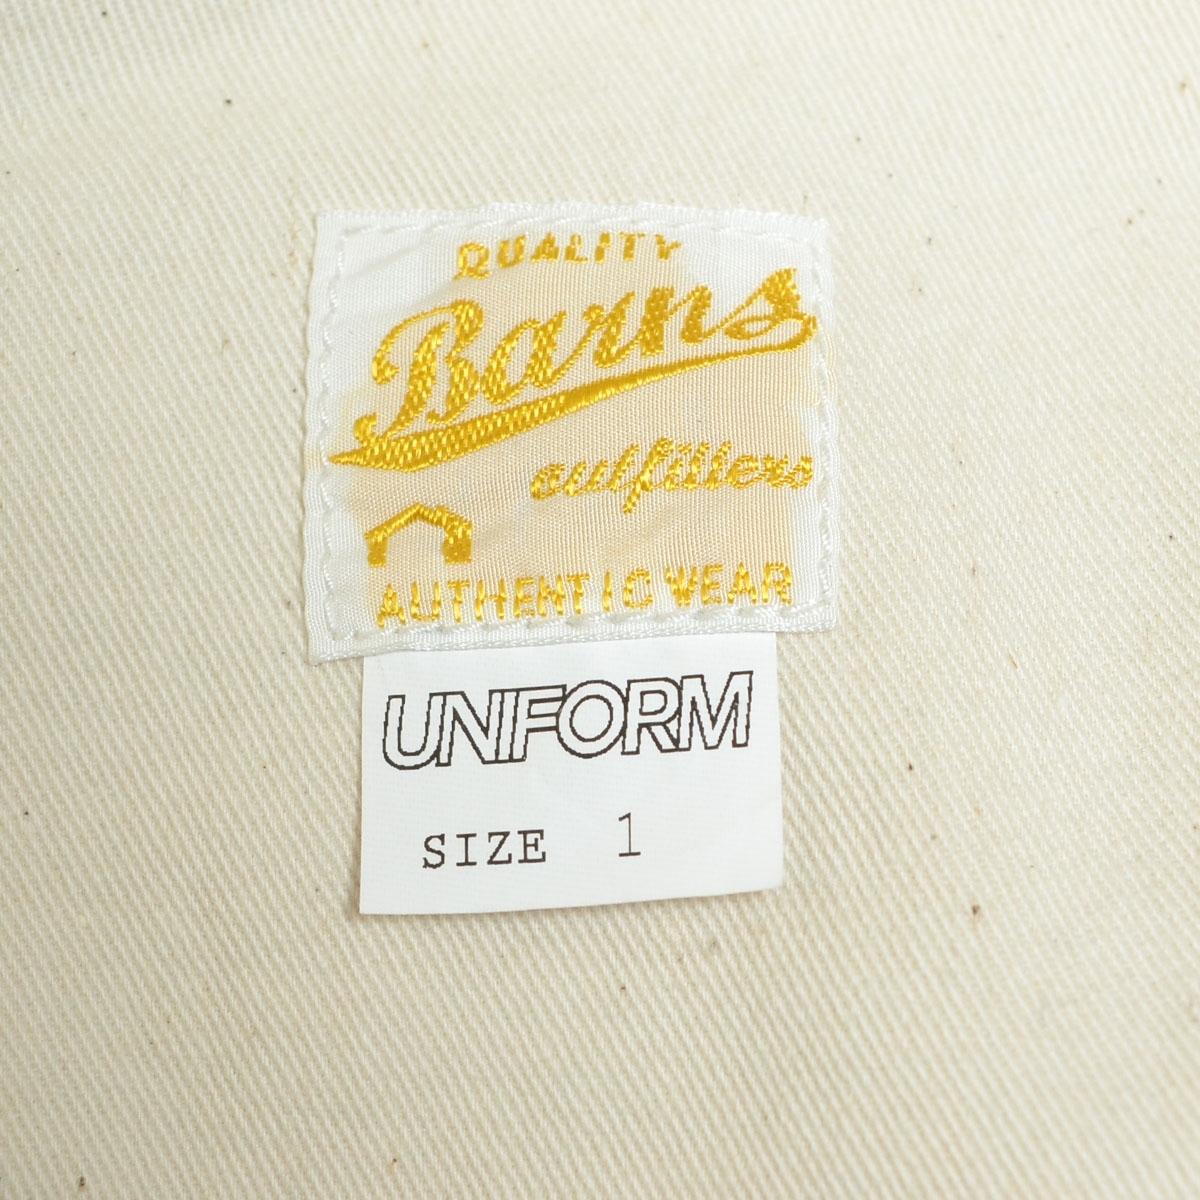 QUALITY
Barns
outfitters
AUTHENTIC WEAR
UNIFORM
SIZE 1